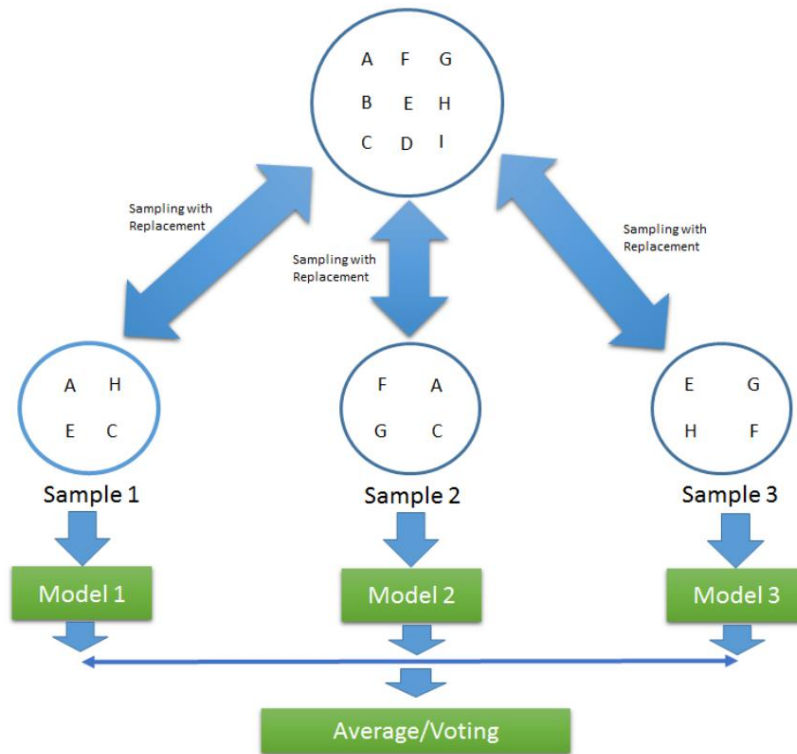 A F G
B E H
C D I
Sampling with
Replacement
Sampling with
Replacement
Sampling with
Replacement
A H
E C
F A
G C
E G
H F
Sample 1
Sample 2
Sample 3
Model 1
Model 2
Model 3
Average/Voting